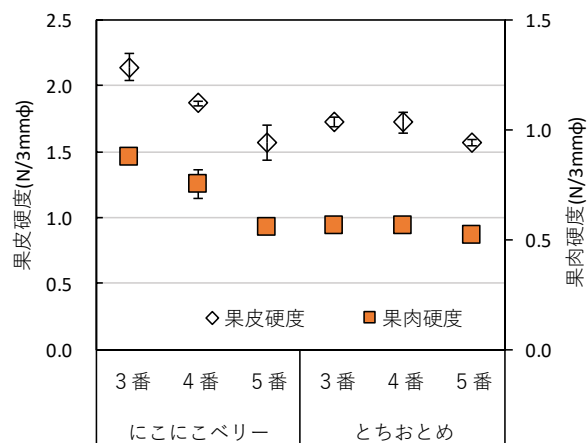 2.5
2.0
1.5
1.0
0.5
0.0
果皮硬度(N/3mmφ)
1.5
1.0
0.5
0.0
果肉硬度(N/3mmφ)
果皮硬度 果肉硬度
3番 4番 5番 3番 4番 5番
にこにこベリー とちおとめ